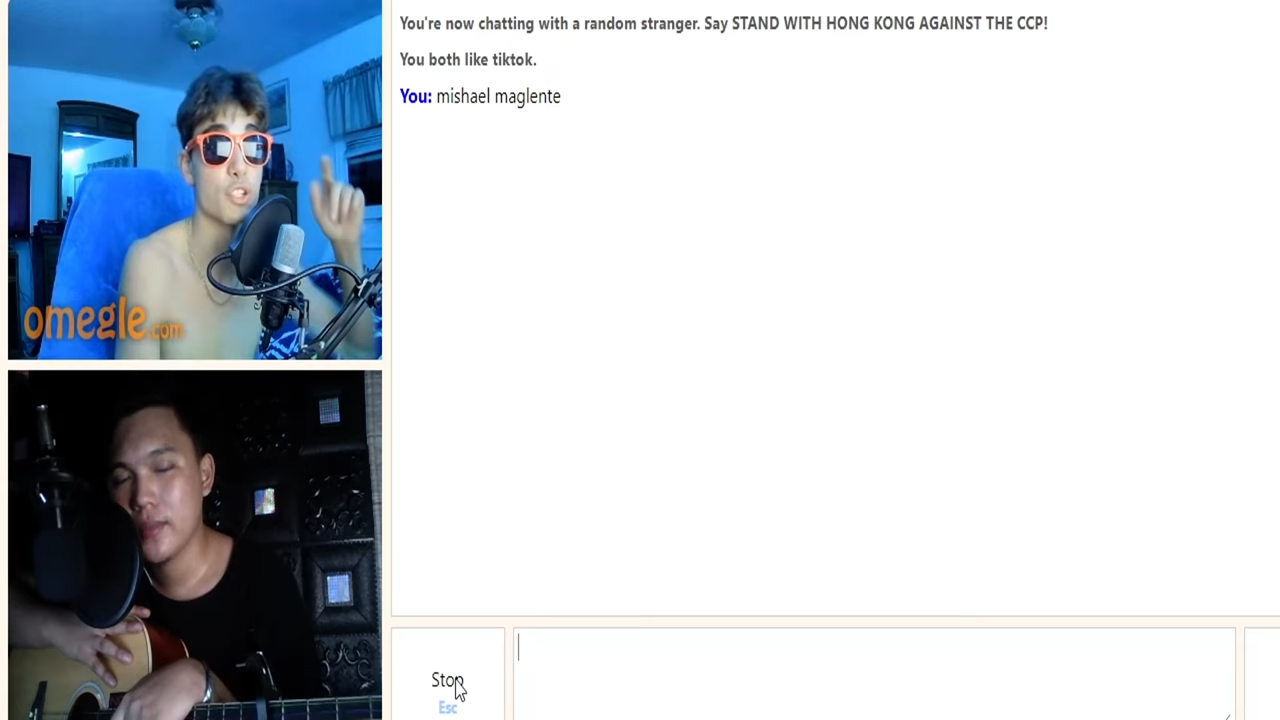 You're now chatting with a random stranger. Say STAND WITH HONG KONG AGAINST THE CCP!
You both like tiktok.
You: mishael maglente
omegle.com
Stop
Esc